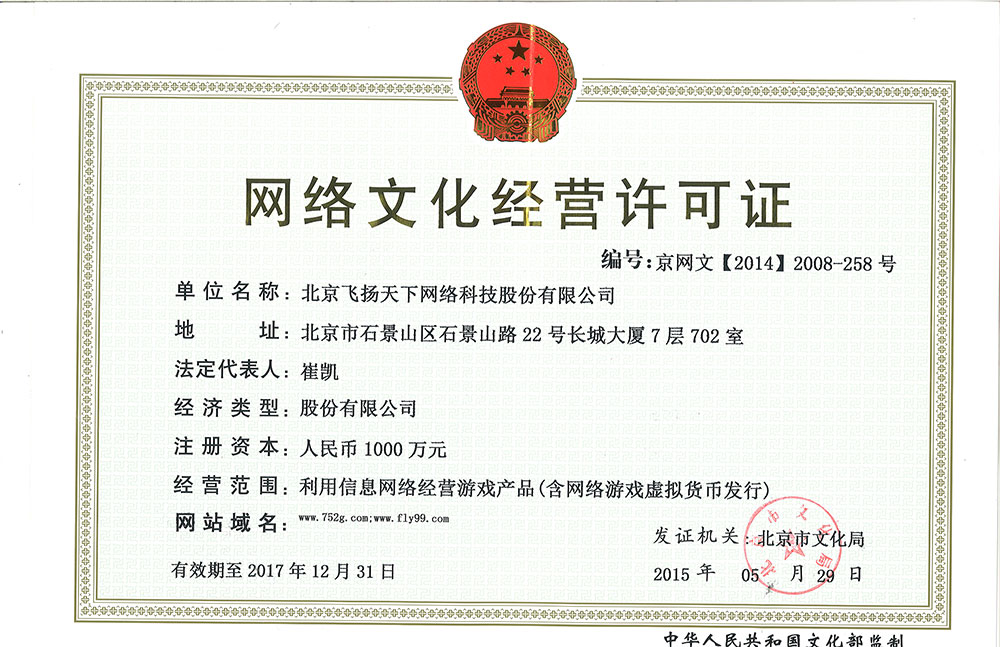 网络文化经营许可证
编号：京网文【2014】2008-258 号
单位名称：北京飞扬天下网络科技股份有限公司
地址：北京市石景山区石景山路 22 号长城大厦 7 层 702 室
法定代表人：崔凯
经济类型：股份有限公司
注册资本：人民币 1000 万元
经营范围：利用信息网络经营游戏产品(含网络游戏虚拟货币发行)
网站域名：www.752g.com;www.fly99.com
发证机关：北京市文化局
有效期至 2017 年 12 月 31 日
2015 年 05 月 29 日
北京市文化局
中华人民共和国文化部监制